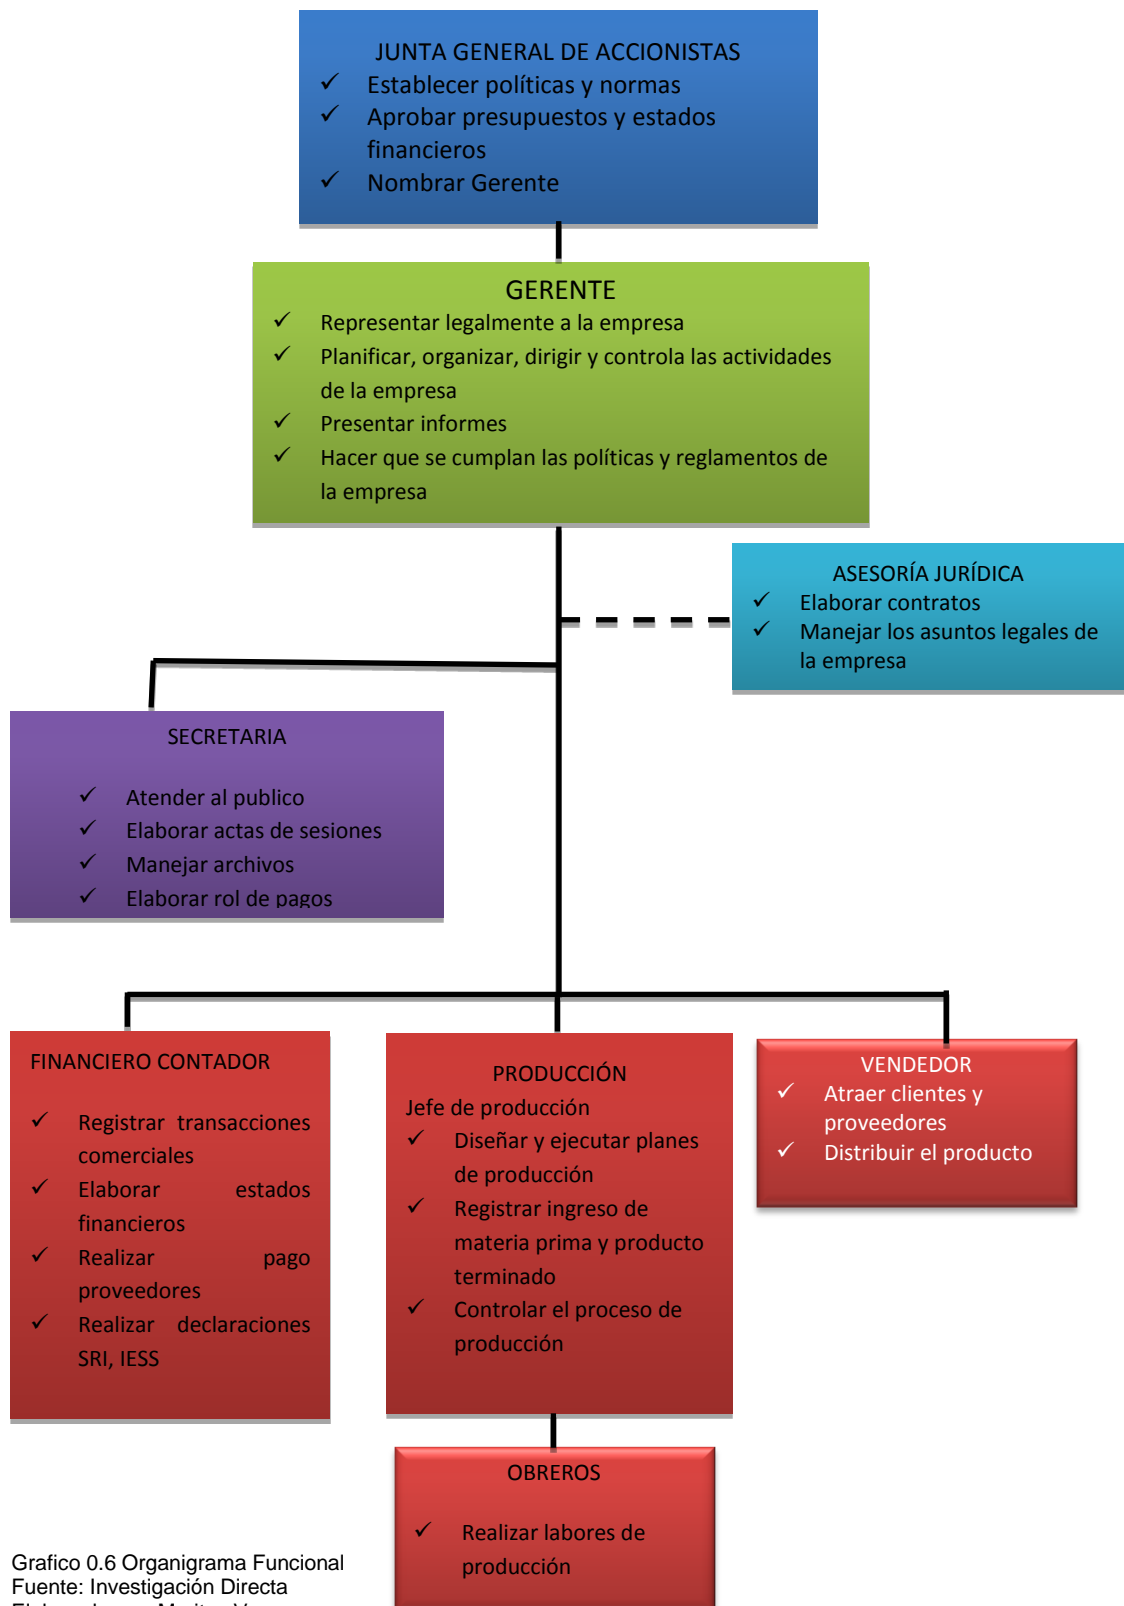 JUNTA GENERAL DE ACCIONISTAS
✓ Establecer políticas y normas
✓ Aprobar presupuestos y estados
financieros
✓ Nombrar Gerente
GERENTE
✓ Representar legalmente a la empresa
✓ Planificar, organizar, dirigir y controla las actividades
de la empresa
✓ Presentar informes
✓ Hacer que se cumplan las políticas y reglamentos de
la empresa
ASESORÍA JURÍDICA
✓ Elaborar contratos
✓ Manejar los asuntos legales de
la empresa
SECRETARIA
✓ Atender al publico
✓ Elaborar actas de sesiones
✓ Manejar archivos
✓ Elaborar rol de pagos
FINANCIERO CONTADOR
✓ Registrar transacciones
comerciales
✓ Elaborar estados
financieros
✓ Realizar pago
proveedores
✓ Realizar declaraciones
SRI, IESS
PRODUCCIÓN
Jefe de producción
✓ Diseñar y ejecutar planes
de producción
✓ Registrar ingreso de
materia prima y producto
terminado
✓ Controlar el proceso de
producción
VENDEDOR
✓ Atraer clientes y
proveedores
✓ Distribuir el producto
OBREROS
✓ Realizar labores de
producción
Grafico 0.6 Organigrama Funcional
Fuente: Investigación Directa